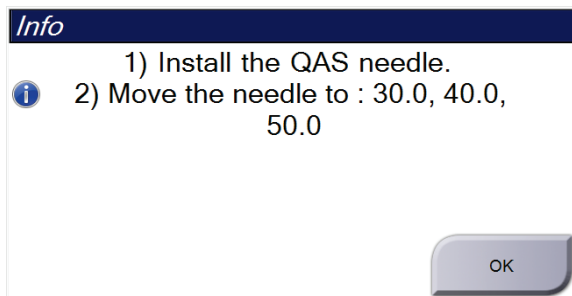 Info
1) Install the QAS needle.
2) Move the needle to : 30.0, 40.0,
50.0
OK